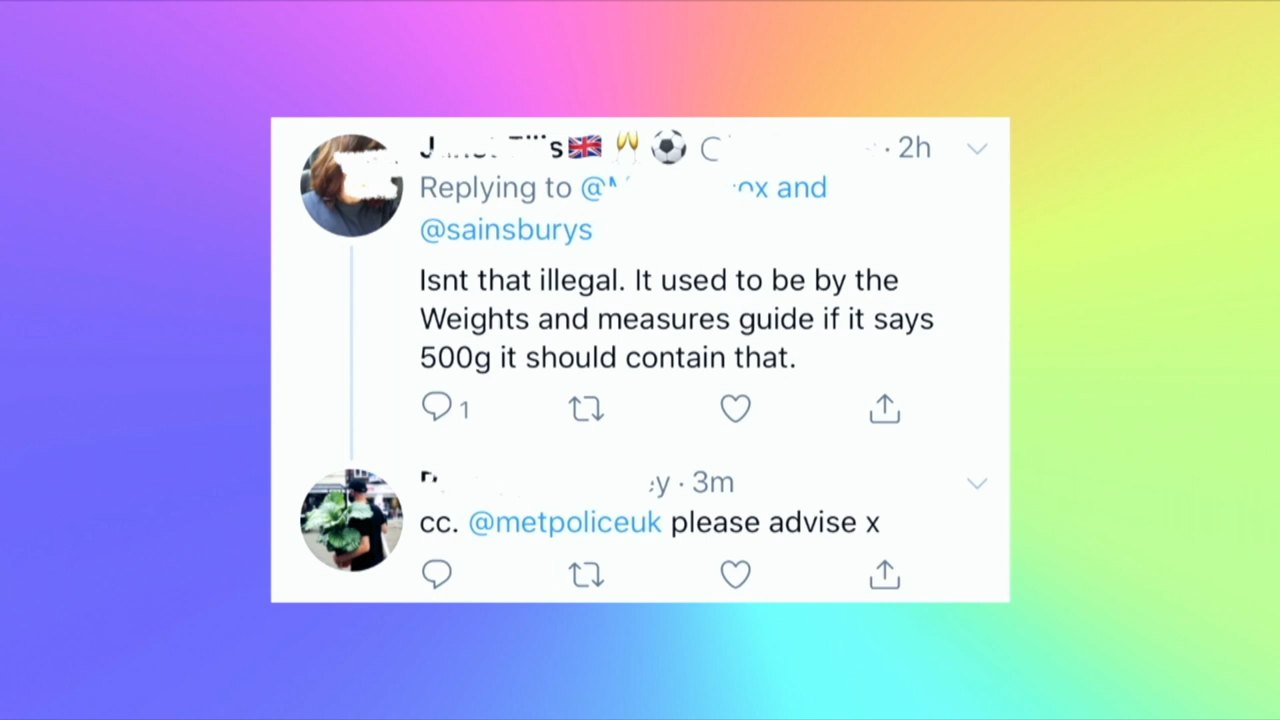 2h
Replying to and
@sainsburys
Isnt that illegal. It used to be by the
Weights and measures guide if it says
500g it should contain that.
1
· 3m
cc. @metpoliceuk please advise x